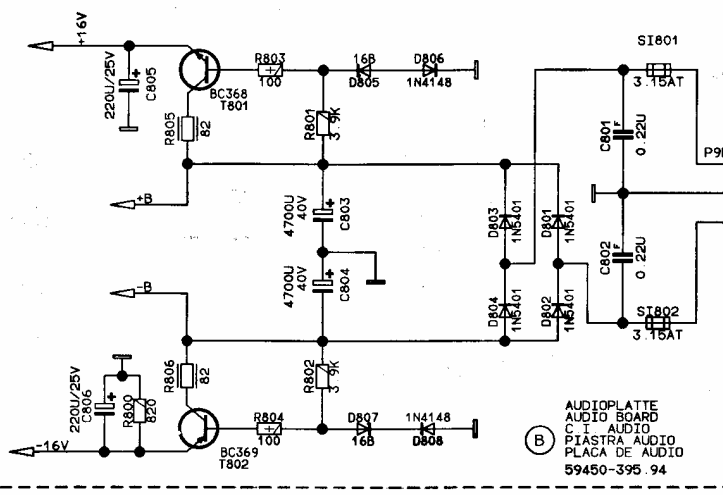 +16V
220U/25V
C805
BC368
T801
R805
82
R803
100
16B
D805
D806
1N4148
R801
3.9K
+B
4700U
40V
C803
4700U
40V
C804
-B
D803
1N5401
D801
1N5401
D804
1N5401
D802
1N5401
SI801
3.15AT
C801
F
0.22U
C802
F
0.22U
SI802
3.15AT
R806
82
R802
3.9K
220U/25V
C806
R800
820
-16V
BC369
T802
R804
100
D807
16B
1N4148
D808
B
AUDIOPLATTE
AUDIO BOARD
C.I. AUDIO
PIASTRA AUDIO
PLACA DE AUDIO
59450-395.94